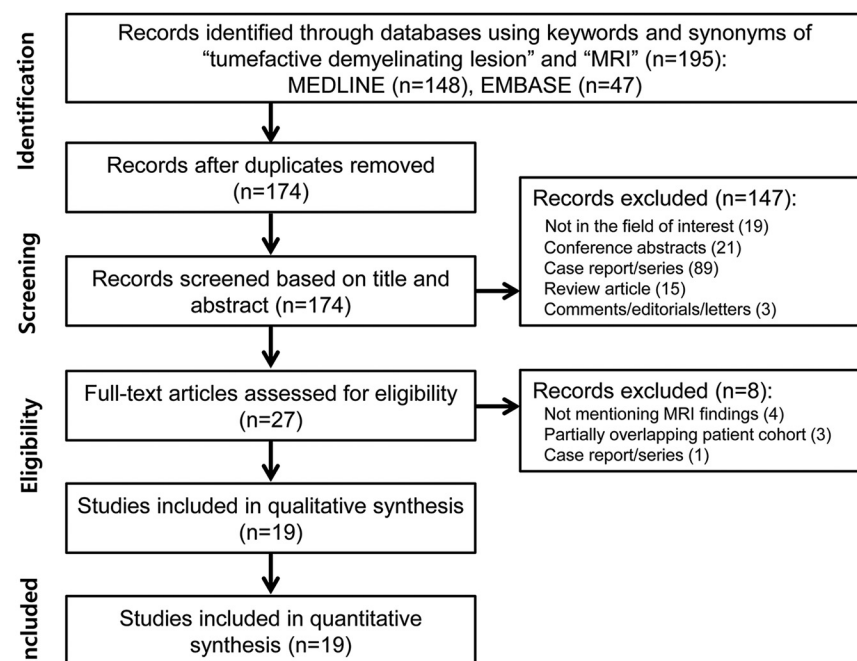 Identification
Records identified through databases using keywords and synonyms of
“tumefactive demyelinating lesion” and “MRI” (n=195):
MEDLINE (n=148), EMBASE (n=47)
Records after duplicates removed
(n=174)
Screening
Records screened based on title and
abstract (n=174)
Records excluded (n=147):
Not in the field of interest (19)
Conference abstracts (21)
Case report/series (89)
Review article (15)
Comments/editorials/letters (3)
Eligibility
Full-text articles assessed for eligibility
(n=27)
Records excluded (n=8):
Not mentioning MRI findings (4)
Partially overlapping patient cohort (3)
Case report/series (1)
Studies included in qualitative synthesis
(n=19)
ncluded
Studies included in quantitative
synthesis (n=19)